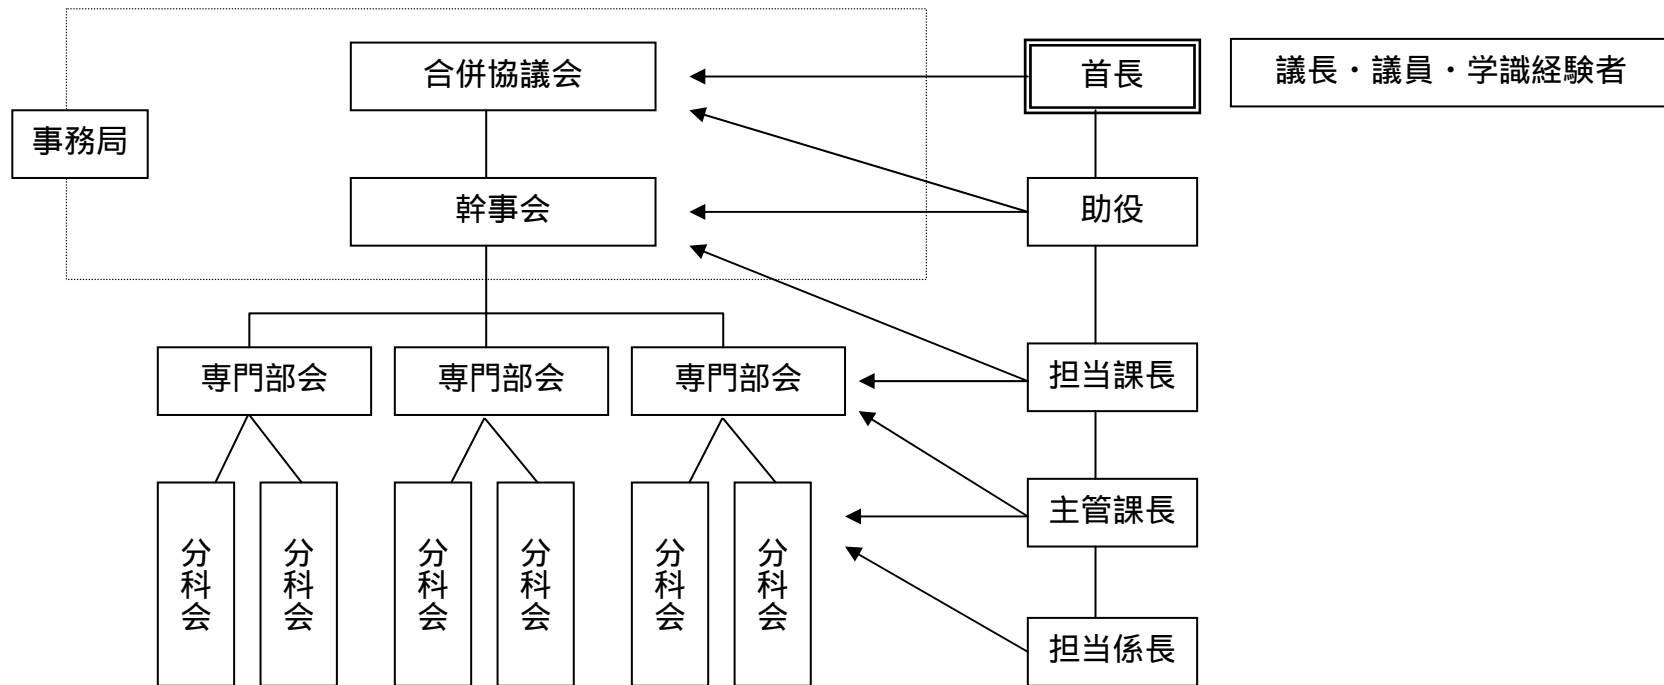 合併協議会
首長
議長・議員・学識経験者
事務局
幹事会
助役
専門部会
専門部会
専門部会
担当課長
主管課長
分科会
分科会
分科会
分科会
分科会
分科会
担当係長